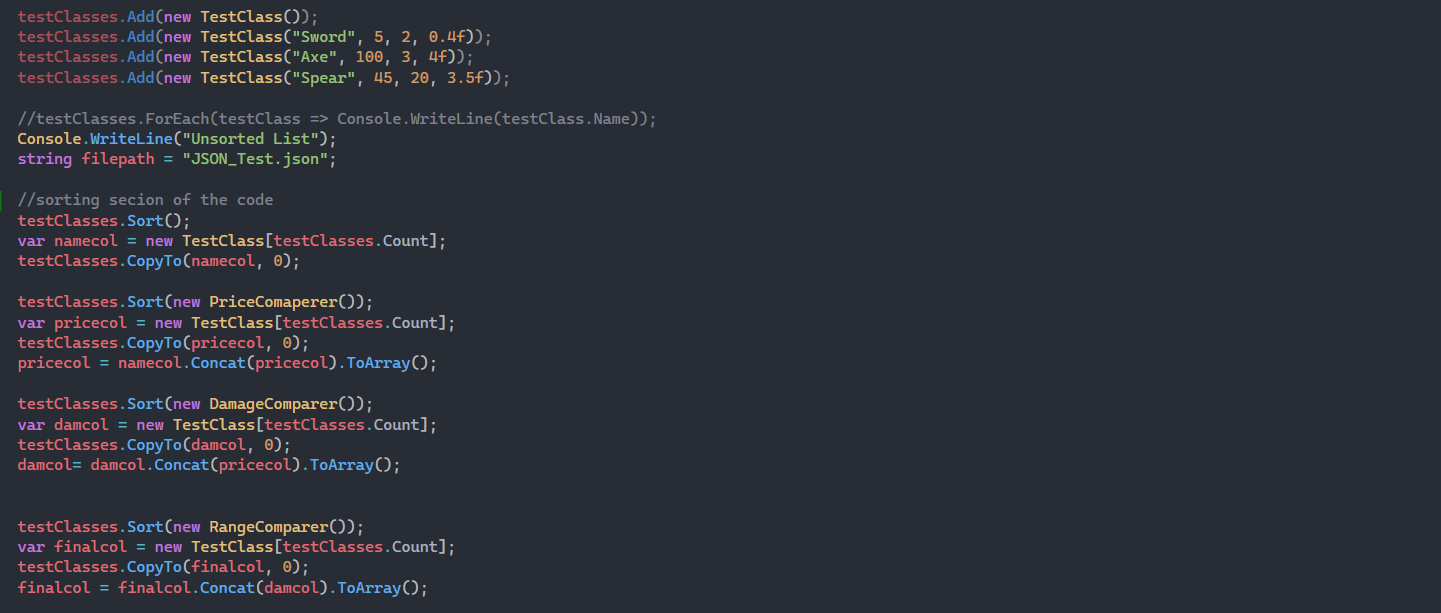 testClasses.Add(new TestClass());
testClasses.Add(new TestClass("Sword", 5, 2, 0.4f));
testClasses.Add(new TestClass("Axe", 100, 3, 4f));
testClasses.Add(new TestClass("Spear", 45, 20, 3.5f));
//testClasses.ForEach(testClass => Console.WriteLine(testClass.Name));
Console.WriteLine("Unsorted List");
string filepath = "JSON_Test.json";
//sorting secion of the code
testClasses.Sort();
var namecol = new TestClass[testClasses.Count];
testClasses.CopyTo(namecol, 0);
testClasses.Sort(new PriceComaperer());
var pricecol = new TestClass[testClasses.Count];
testClasses.CopyTo(pricecol, 0);
pricecol = namecol.Concat(pricecol).ToArray();
testClasses.Sort(new DamageComparer());
var damcol = new TestClass[testClasses.Count];
testClasses.CopyTo(damcol, 0);
damcol= damcol.Concat(pricecol).ToArray();
testClasses.Sort(new RangeComparer());
var finalcol = new TestClass[testClasses.Count];
testClasses.CopyTo(finalcol, 0);
finalcol = finalcol.Concat(damcol).ToArray();